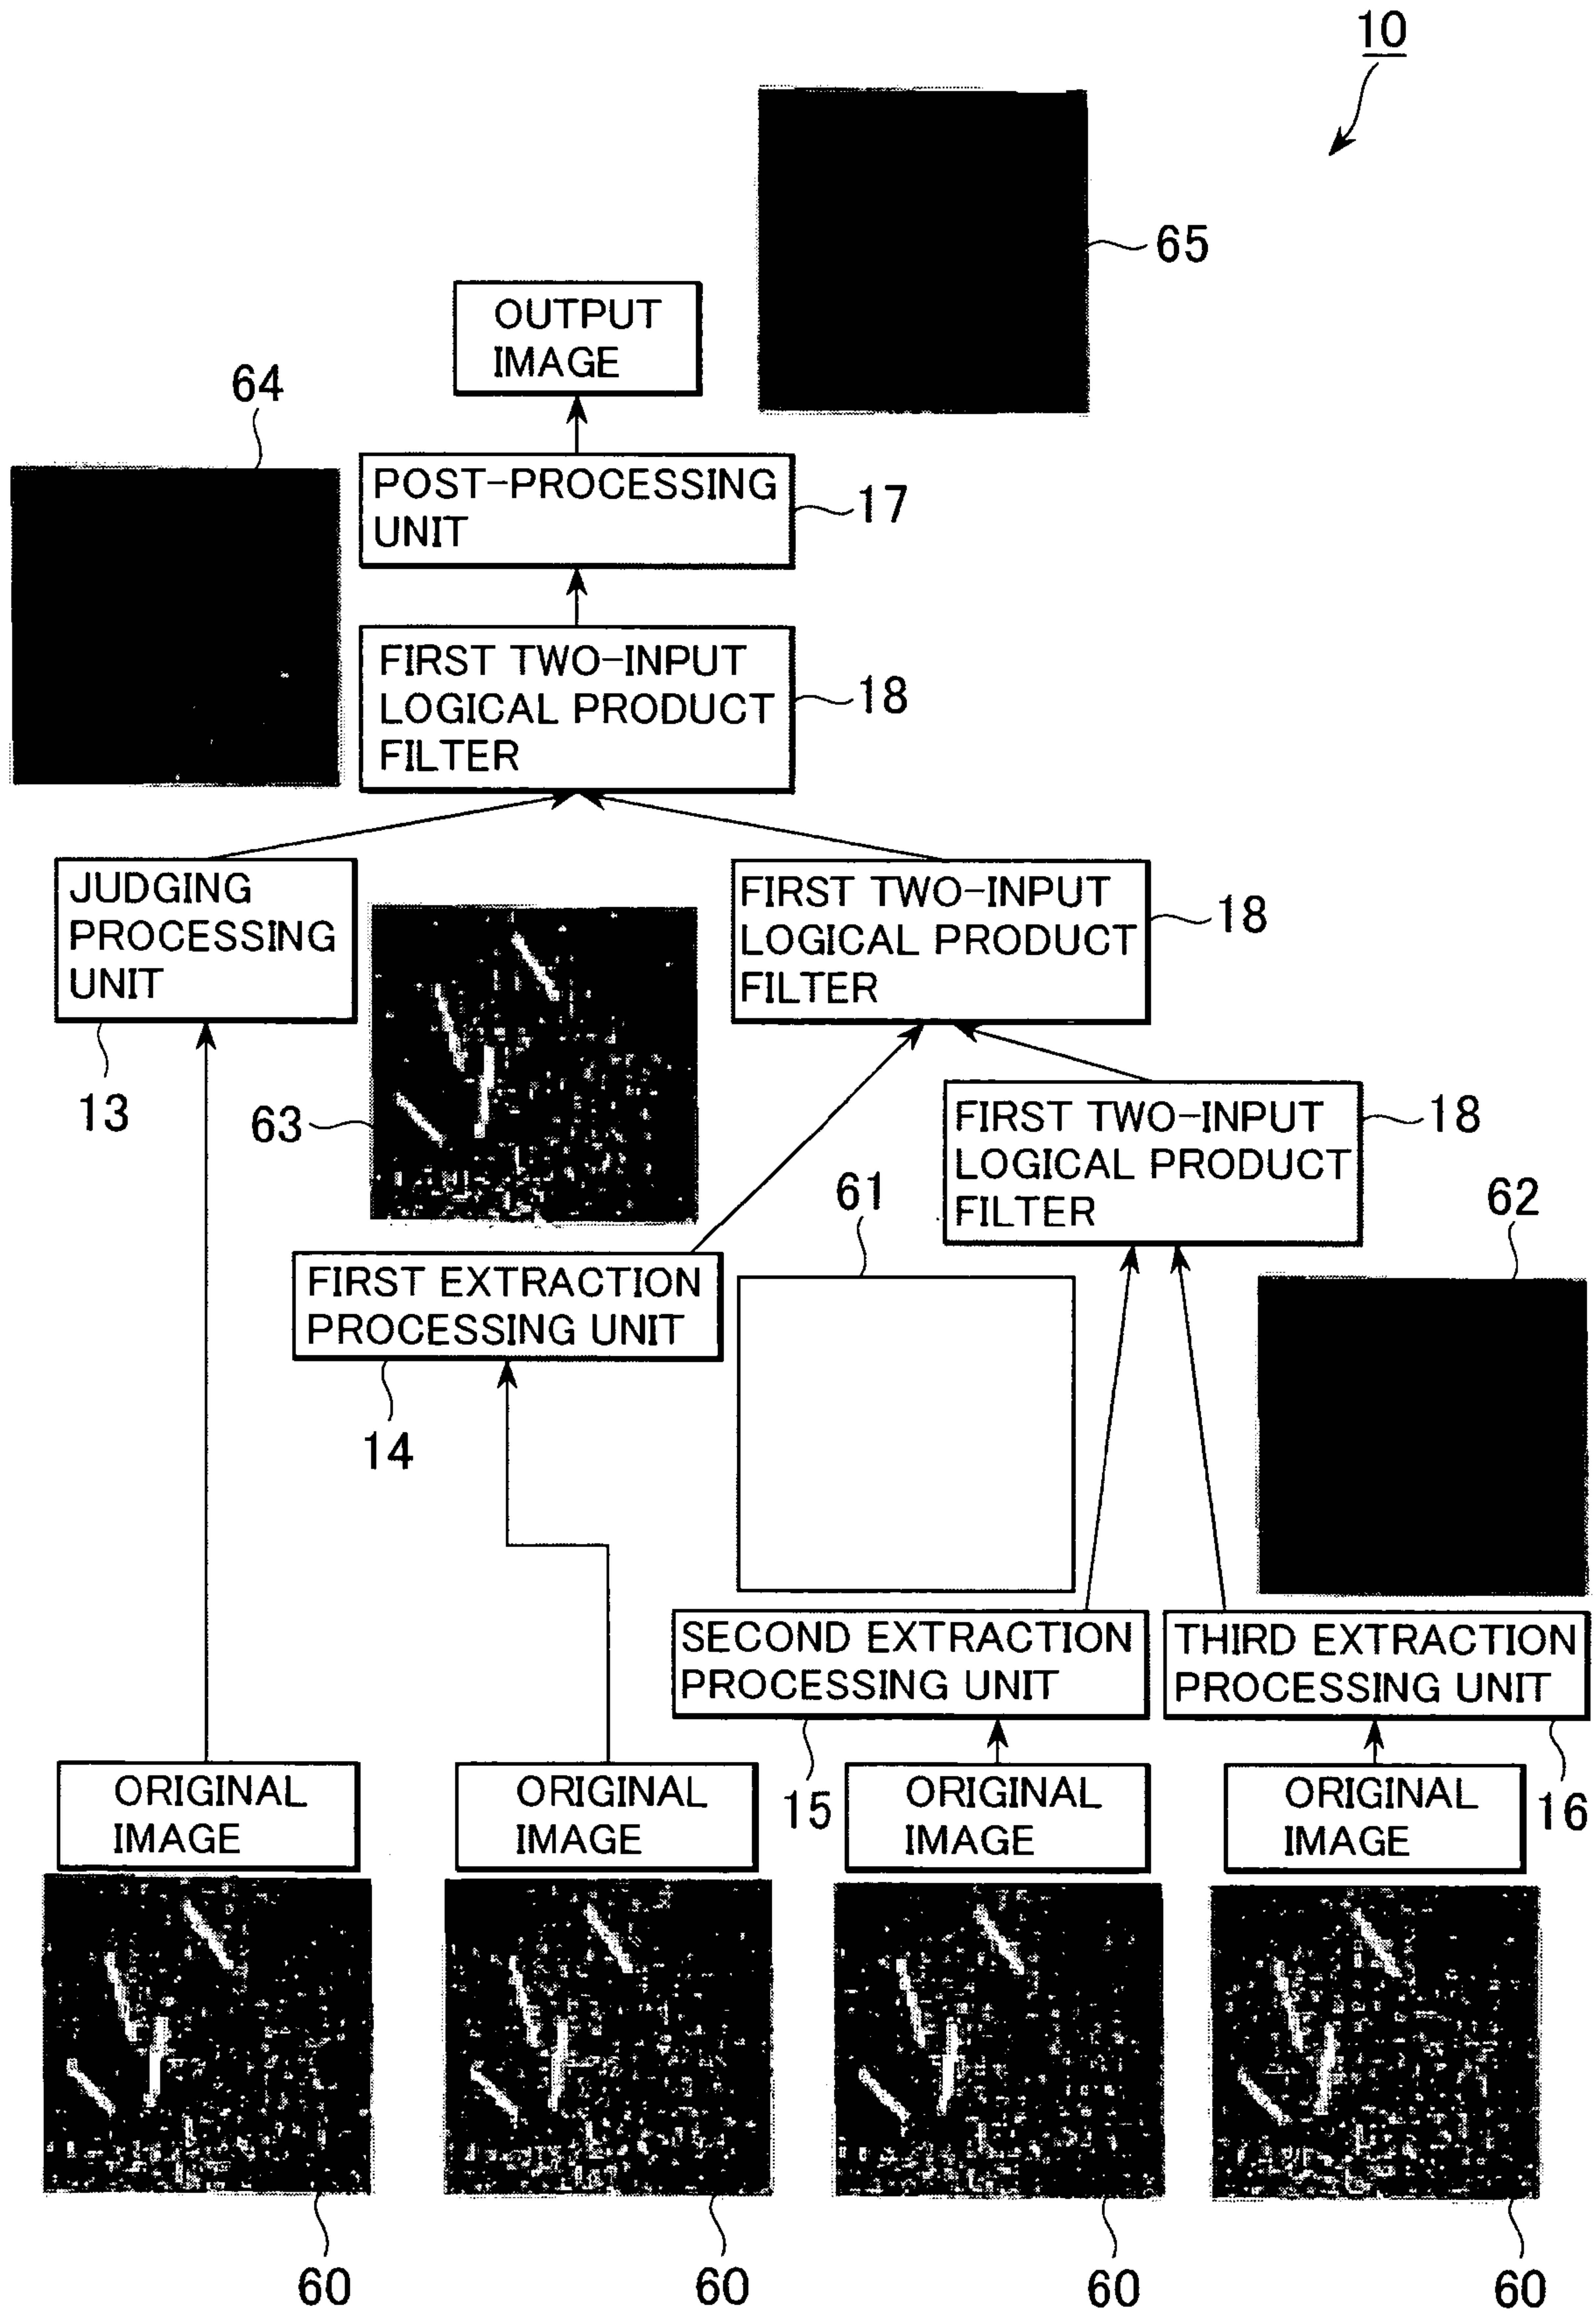 10
65
OUTPUT
IMAGE
64
POST-PROCESSING
UNIT
17
FIRST TWO-INPUT
LOGICAL PRODUCT
FILTER
18
JUDGING
PROCESSING
UNIT
13
63
FIRST TWO-INPUT
LOGICAL PRODUCT
FILTER
18
FIRST TWO-INPUT
LOGICAL PRODUCT
FILTER
18
61
62
FIRST EXTRACTION
PROCESSING UNIT
14
SECOND EXTRACTION
PROCESSING UNIT
15
THIRD EXTRACTION
PROCESSING UNIT
16
ORIGINAL
IMAGE
ORIGINAL
IMAGE
ORIGINAL
IMAGE
ORIGINAL
IMAGE
60
60
60
60